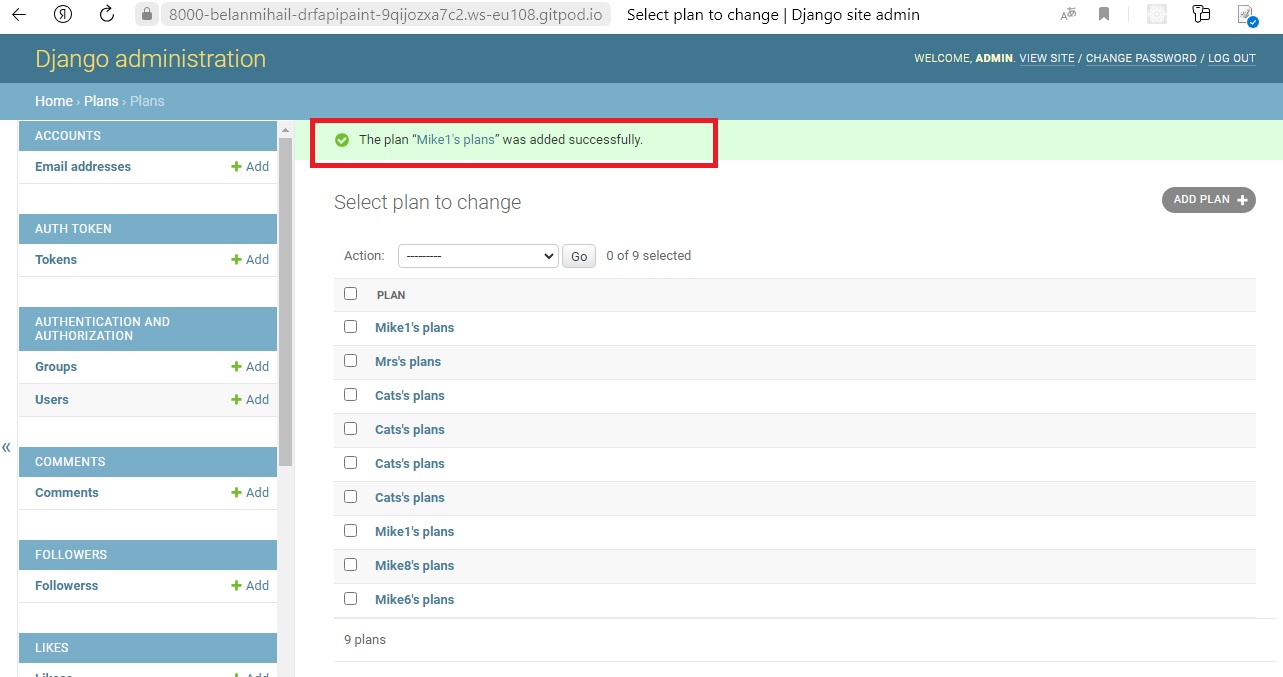 8000-belanmihail-drfapipaint-9qijozxa7c2.ws-eu108.gitpod.io Select plan to change | Django site admin
Django administration
WELCOME, ADMIN. VIEW SITE / CHANGE PASSWORD / LOG OUT
Home › Plans › Plans
ACCOUNTS
Email addresses + Add
AUTH TOKEN
Tokens + Add
AUTHENTICATION AND
AUTHORIZATION
Groups + Add
Users + Add
COMMENTS
Comments + Add
FOLLOWERS
Followerss + Add
LIKES
«
The plan “Mike1's plans” was added successfully.
Select plan to change
ADD PLAN +
Action: --------- Go 0 of 9 selected
PLAN
Mike1's plans
Mrs's plans
Cats's plans
Cats's plans
Cats's plans
Cats's plans
Mike1's plans
Mike8's plans
Mike6's plans
9 plans